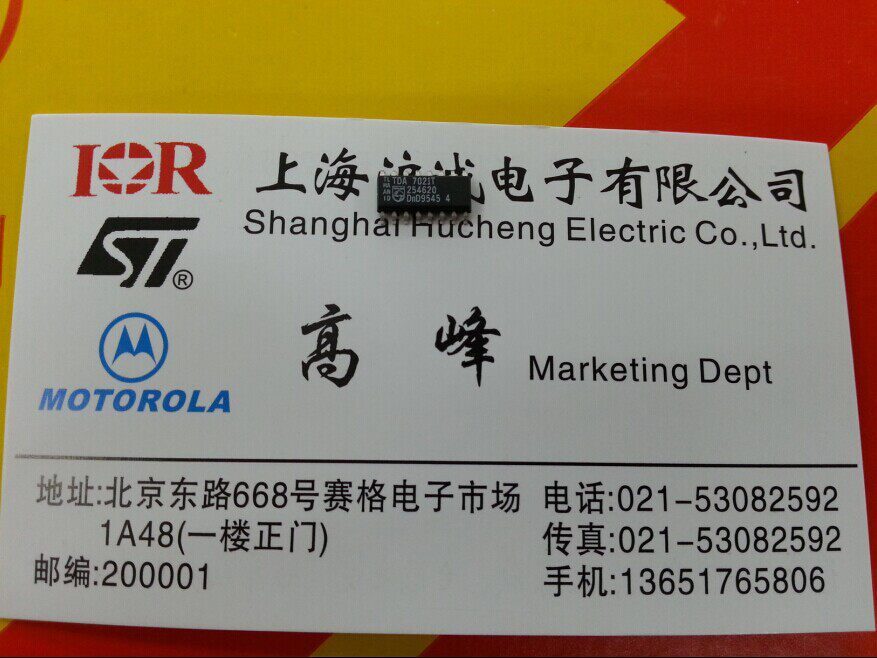 IOR
上海沪诚电子有限公司
TDA 7021T
254620
DnD9545 4
Shanghai Hucheng Electric Co.,Ltd.
ST®
高 峰 Marketing Dept
MOTOROLA
地址:北京东路668号赛格电子市场
1A48(一楼正门)
邮编:200001
电话:021-53082592
传真:021-53082592
手机:13651765806